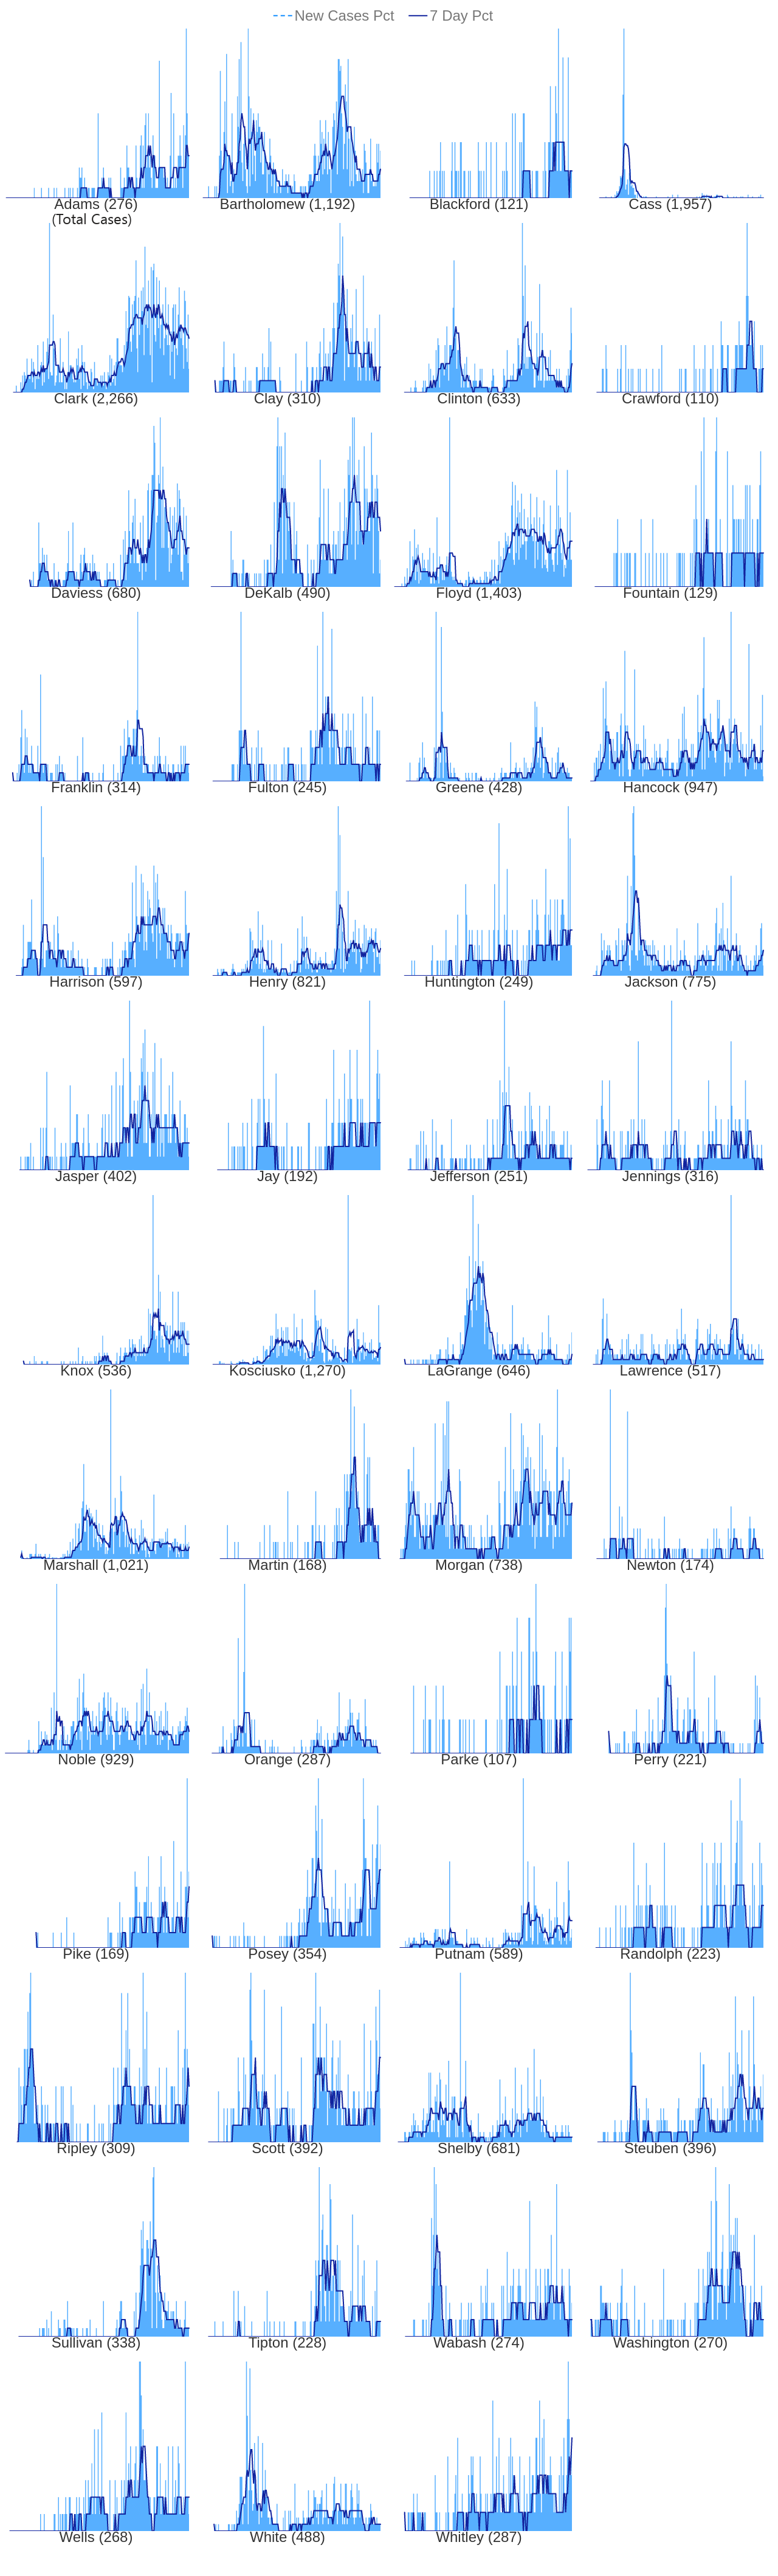 New Cases Pct 7 Day Pct
Adams (276) Bartholomew (1,192) Blackford (121) Cass (1,957)
(Total Cases)
Clark (2,266) Clay (310) Clinton (633) Crawford (110)
Daviess (680) DeKalb (490) Floyd (1,403) Fountain (129)
Franklin (314) Fulton (245) Greene (428) Hancock (947)
Harrison (597) Henry (821) Huntington (249) Jackson (775)
Jasper (402) Jay (192) Jefferson (251) Jennings (316)
Knox (536) Kosciusko (1,270) LaGrange (646) Lawrence (517)
Marshall (1,021) Martin (168) Morgan (738) Newton (174)
Noble (929) Orange (287) Parke (107) Perry (221)
Pike (169) Posey (354) Putnam (589) Randolph (223)
Ripley (309) Scott (392) Shelby (681) Steuben (396)
Sullivan (338) Tipton (228) Wabash (274) Washington (270)
Wells (268) White (488) Whitley (287)